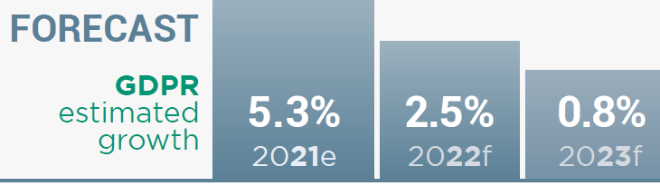 FORECAST
GDPR
estimated
growth
5.3%
2021e
2.5%
2022f
0.8%
2023f